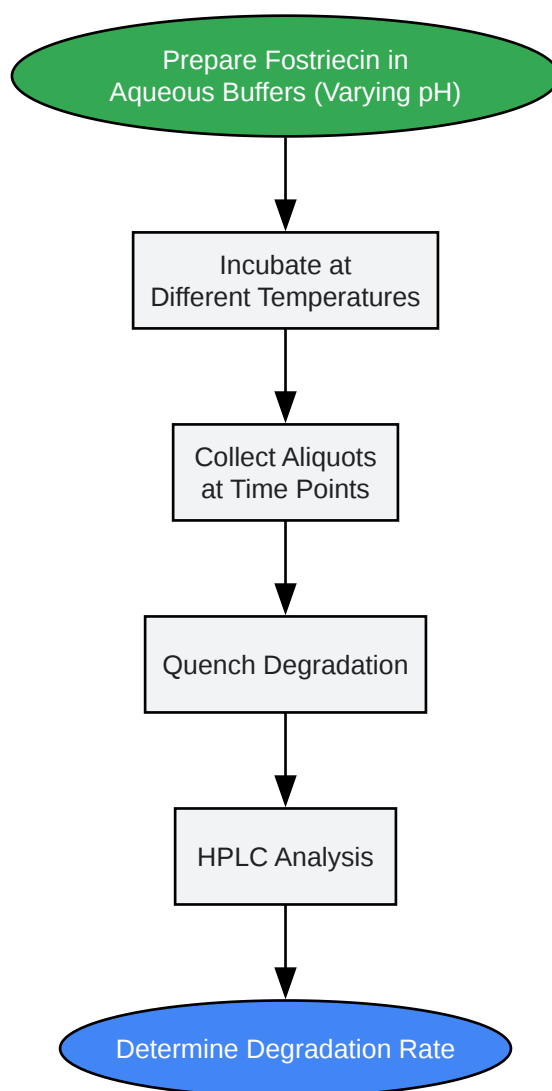 Prepare Fostriecin in
Aqueous Buffers (Varying pH)
Incubate at
Different Temperatures
Collect Aliquots
at Time Points
Quench Degradation
HPLC Analysis
Determine Degradation Rate